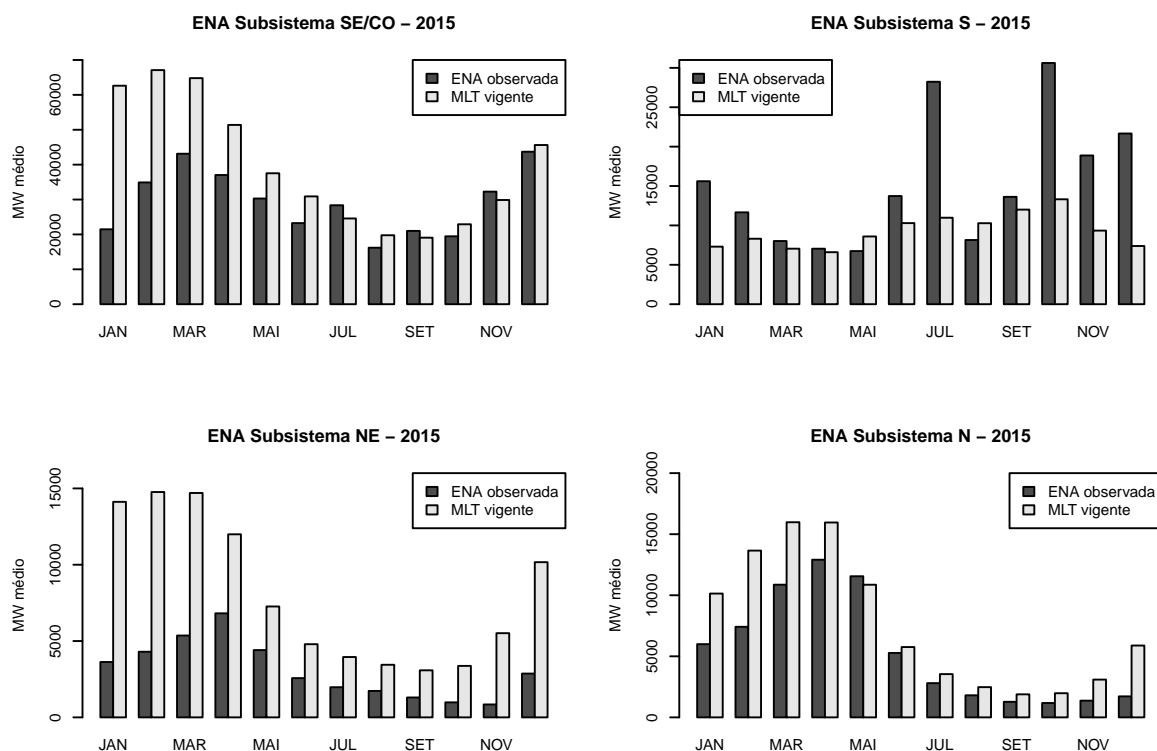 ENA Subsistema SE/CO – 2015
MW médio
0
20000
40000
60000
JAN MAR MAI JUL SET NOV
ENA observada
MLT vigente
ENA Subsistema S – 2015
MW médio
0
5000
10000
15000
25000
JAN MAR MAI JUL SET NOV
ENA observada
MLT vigente
ENA Subsistema NE – 2015
MW médio
0
5000
10000
15000
JAN MAR MAI JUL SET NOV
ENA observada
MLT vigente
ENA Subsistema N – 2015
MW médio
0
5000
10000
15000
20000
JAN MAR MAI JUL SET NOV
ENA observada
MLT vigente